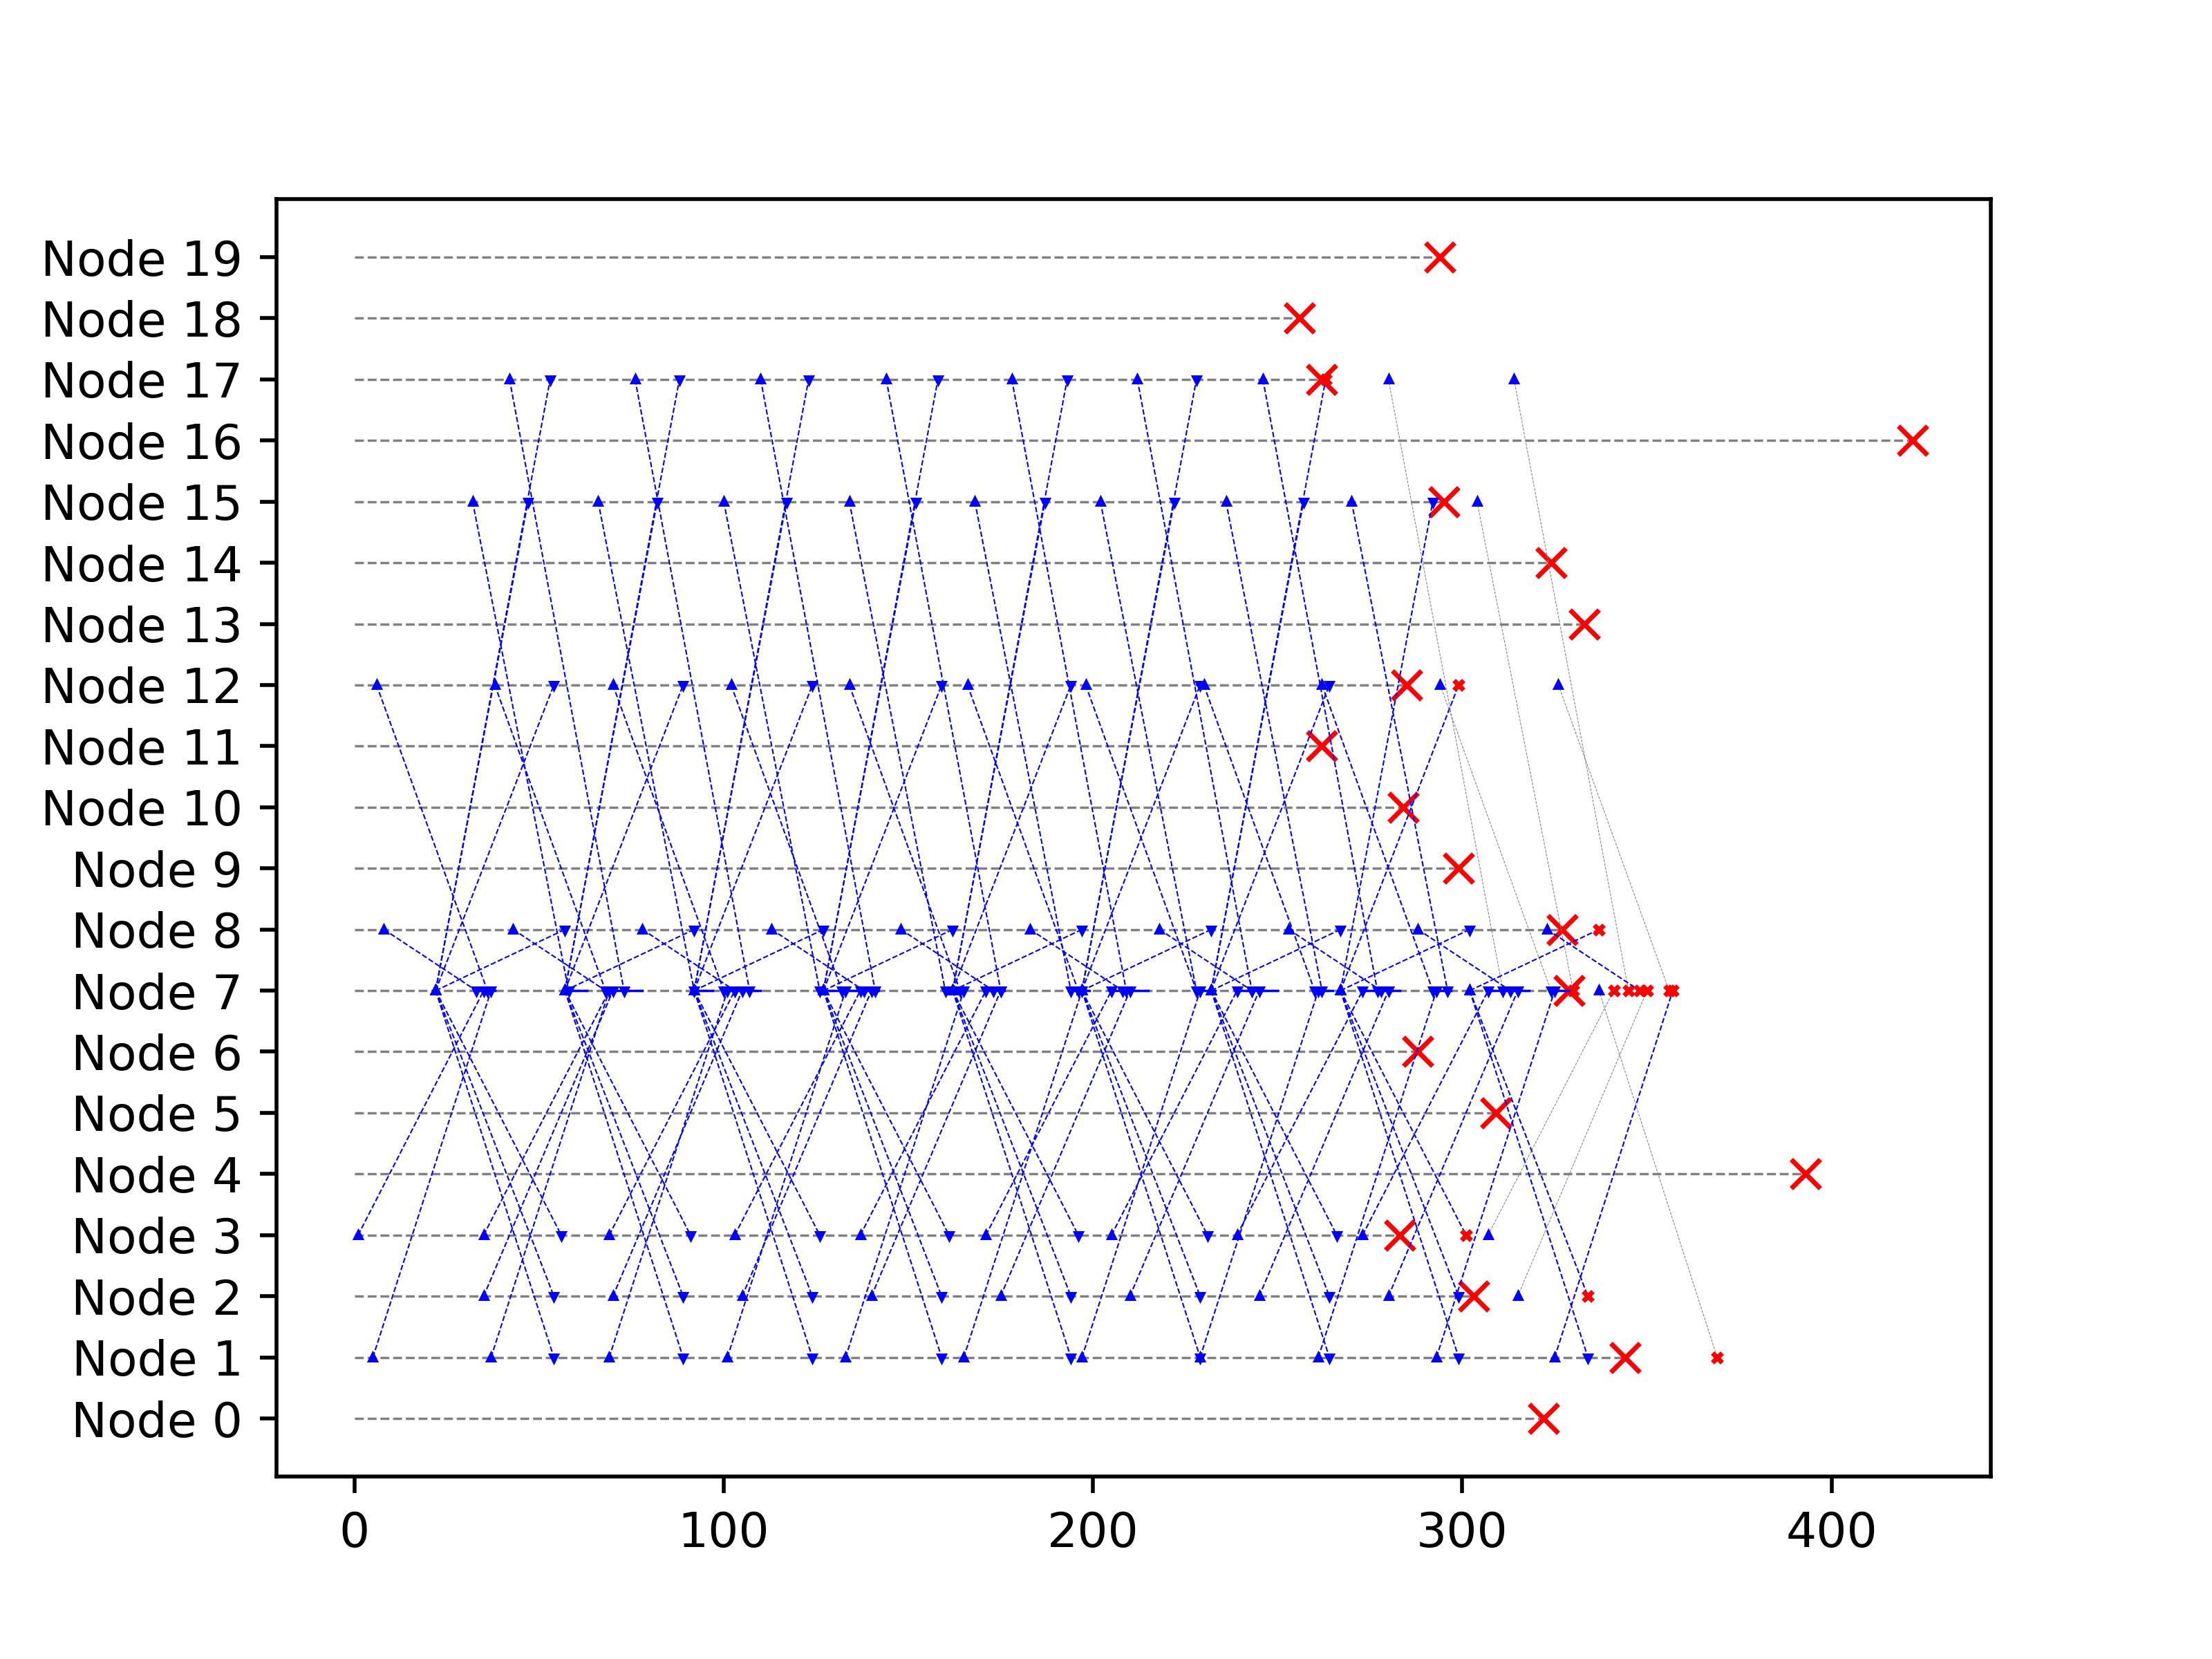 Node 19
Node 18
Node 17
Node 16
Node 15
Node 14
Node 13
Node 12
Node 11
Node 10
Node 9
Node 8
Node 7
Node 6
Node 5
Node 4
Node 3
Node 2
Node 1
Node 0
0 100 200 300 400